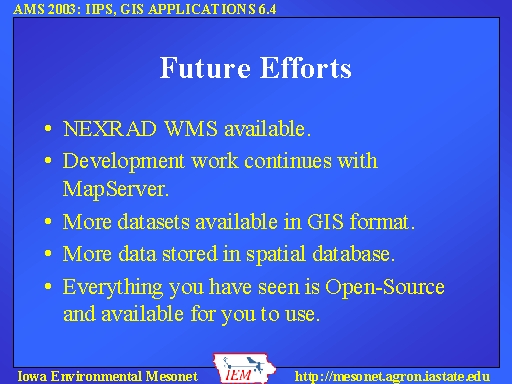 AMS 2003: IIPS, GIS APPLICATIONS 6.4
Future Efforts
• NEXRAD WMS available.
• Development work continues with
MapServer.
• More datasets available in GIS format.
• More data stored in spatial database.
• Everything you have seen is Open-Source
and available for you to use.
Iowa Environmental Mesonet
IEM
http://mesonet.agron.iastate.edu